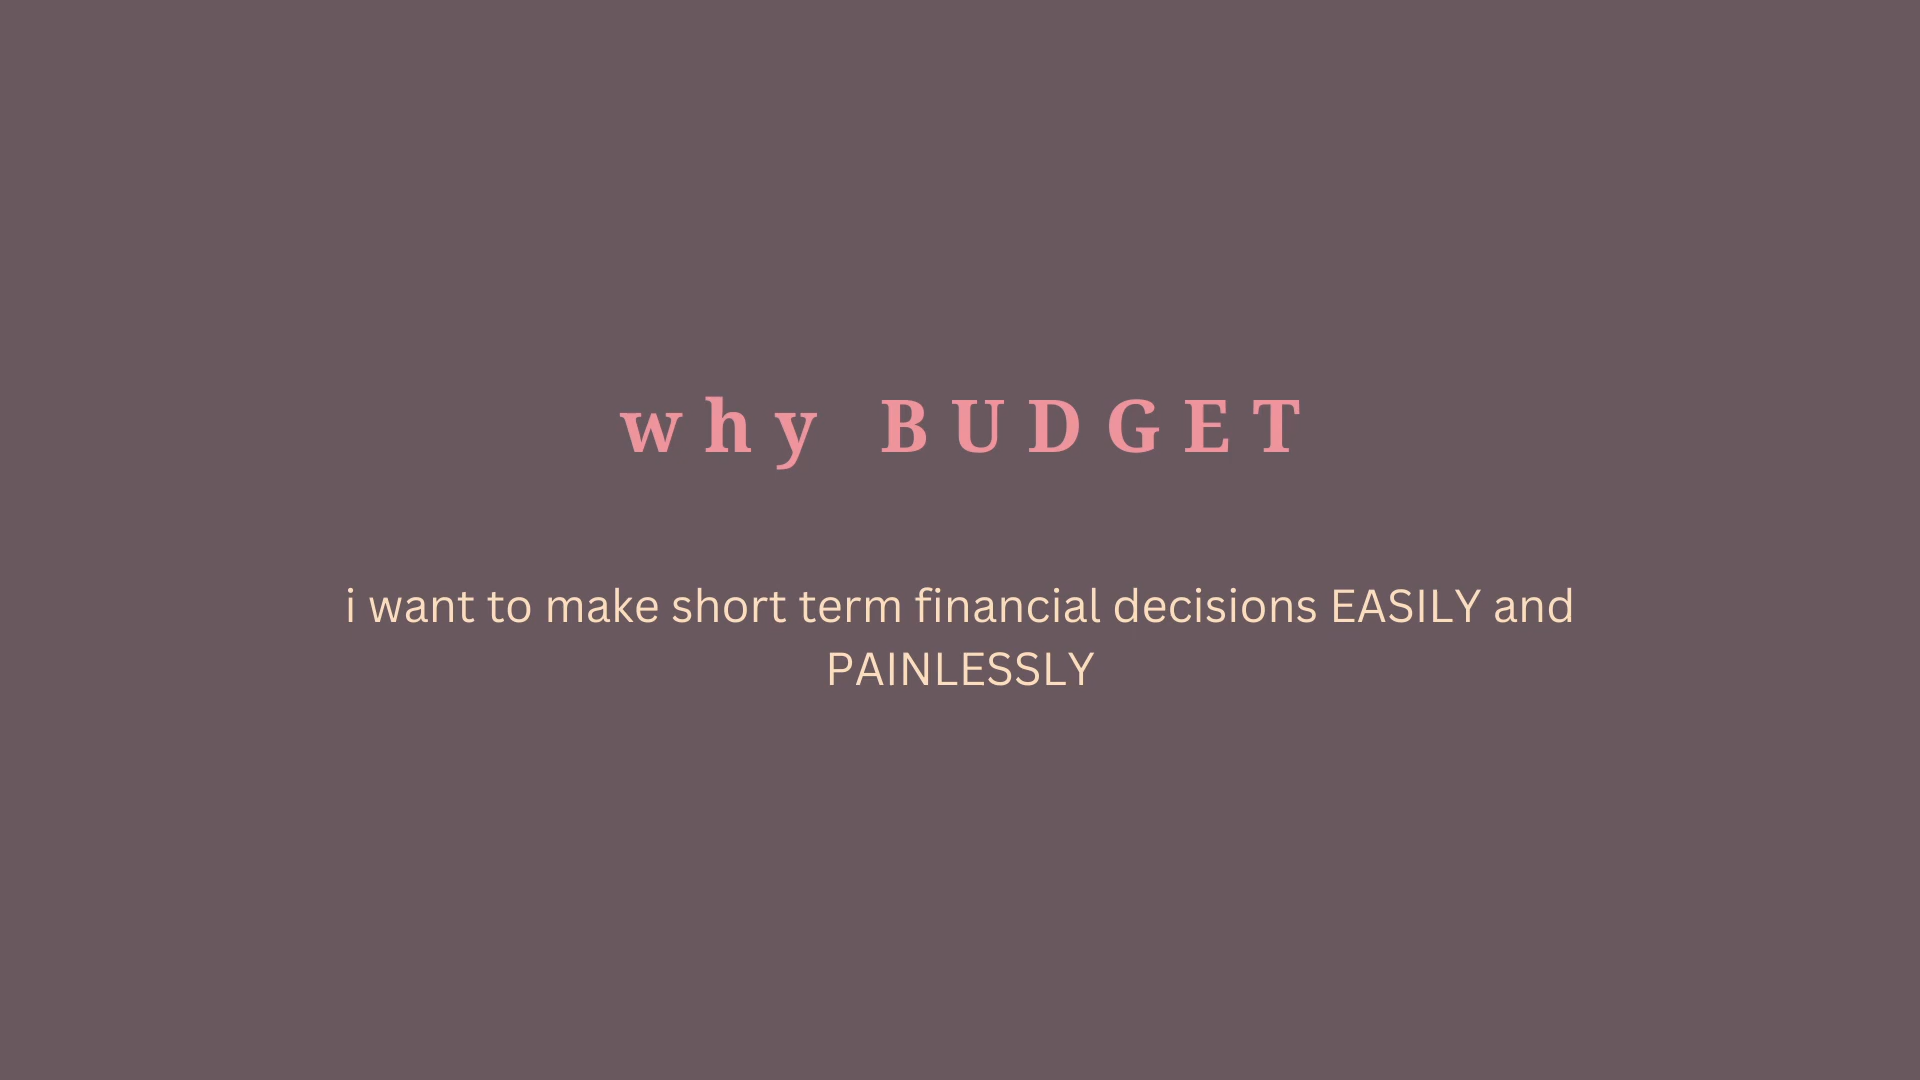 why BUDGET
i want to make short term financial decisions EASILY and
PAINLESSLY